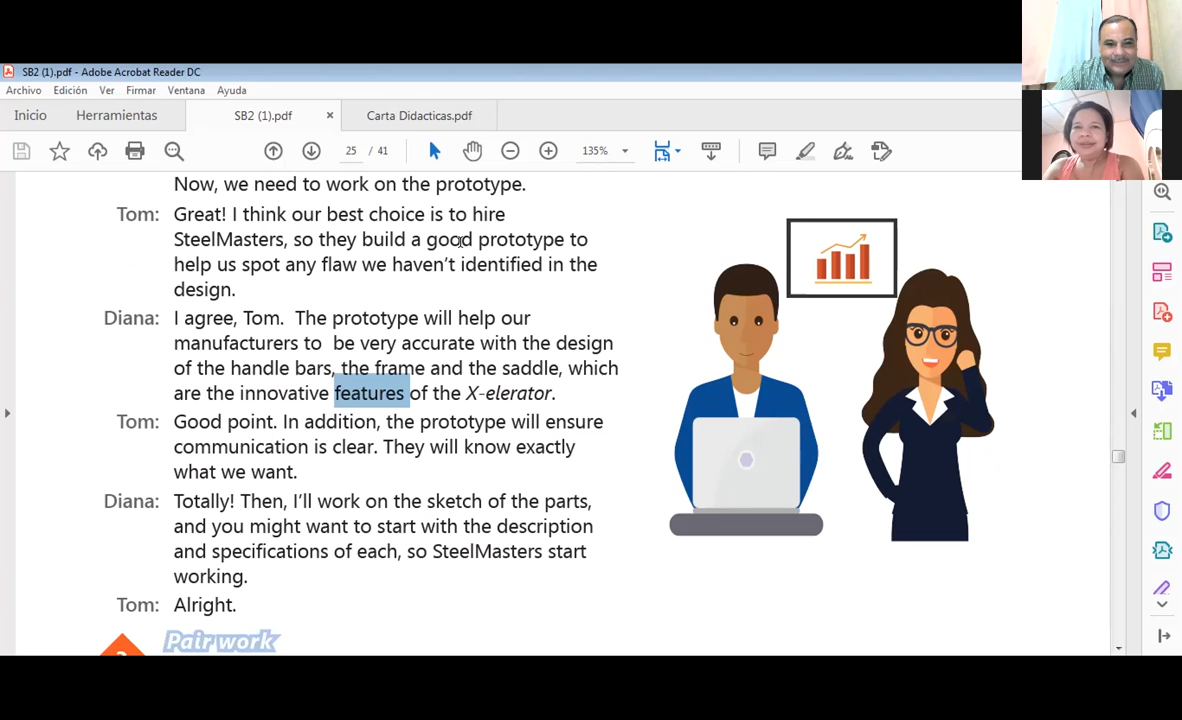 SB2 (1).pdf - Adobe Acrobat Reader DC
Archivo Edición Ver Firmar Ventana Ayuda
Inicio Herramientas SB2 (1).pdf × Carta Didacticas.pdf
25 / 41 135%
Now, we need to work on the prototype.
Tom: Great! I think our best choice is to hire
SteelMasters, so they build a good prototype to
help us spot any flaw we haven't identified in the
design.
Diana: I agree, Tom. The prototype will help our
manufacturers to be very accurate with the design
of the handle bars, the frame and the saddle, which
are the innovative features of the X-elerator.
Tom: Good point. In addition, the prototype will ensure
communication is clear. They will know exactly
what we want.
Diana: Totally! Then, I'll work on the sketch of the parts,
and you might want to start with the description
and specifications of each, so SteelMasters start
working.
Tom: Alright.
Pair work